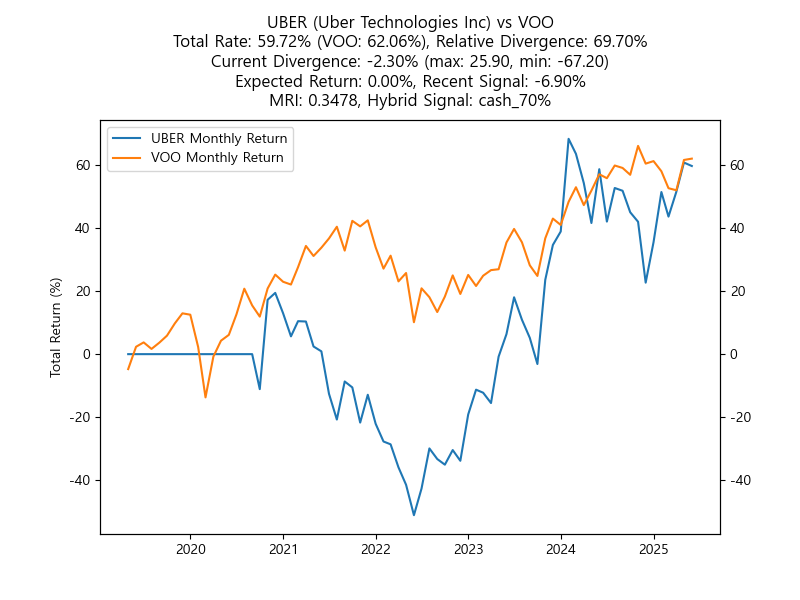 UBER (Uber Technologies Inc) vs VOO
Total Rate: 59.72% (VOO: 62.06%), Relative Divergence: 69.70%
Current Divergence: -2.30% (max: 25.90, min: -67.20)
Expected Return: 0.00%, Recent Signal: -6.90%
MRI: 0.3478, Hybrid Signal: cash_70%
UBER Monthly Return
VOO Monthly Return
Total Return (%)
60
40
20
0
-20
-40
60
40
20
0
-20
-40
2020 2021 2022 2023 2024 2025